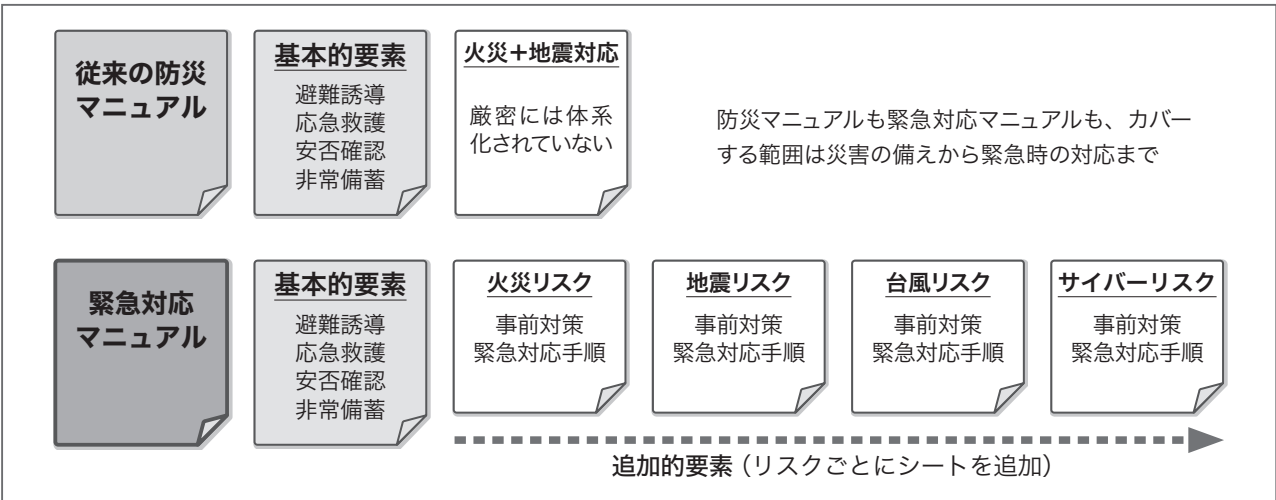 従来の防災
マニュアル
基本的要素
避難誘導
応急救護
安否確認
非常備蓄
火災＋地震対応
厳密には体系
化されていない
防災マニュアルも緊急対応マニュアルも、カバー
する範囲は災害の備えから緊急時の対応まで
緊急対応
マニュアル
基本的要素
避難誘導
応急救護
安否確認
非常備蓄
火災リスク
事前対策
緊急対応手順
地震リスク
事前対策
緊急対応手順
台風リスク
事前対策
緊急対応手順
サイバーリスク
事前対策
緊急対応手順
追加的要素（リスクごとにシートを追加）